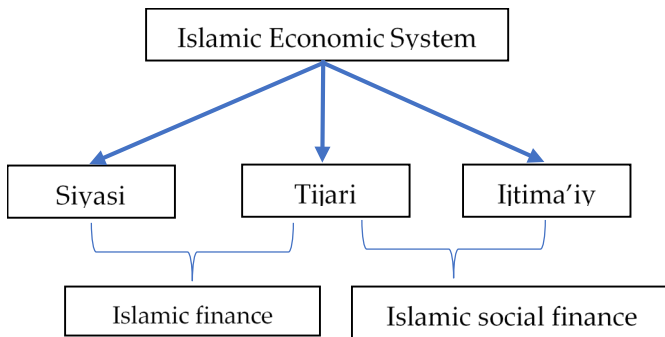 Islamic Economic System
Siyasi
Tijari
Ijtima’iy
Islamic finance
Islamic social finance